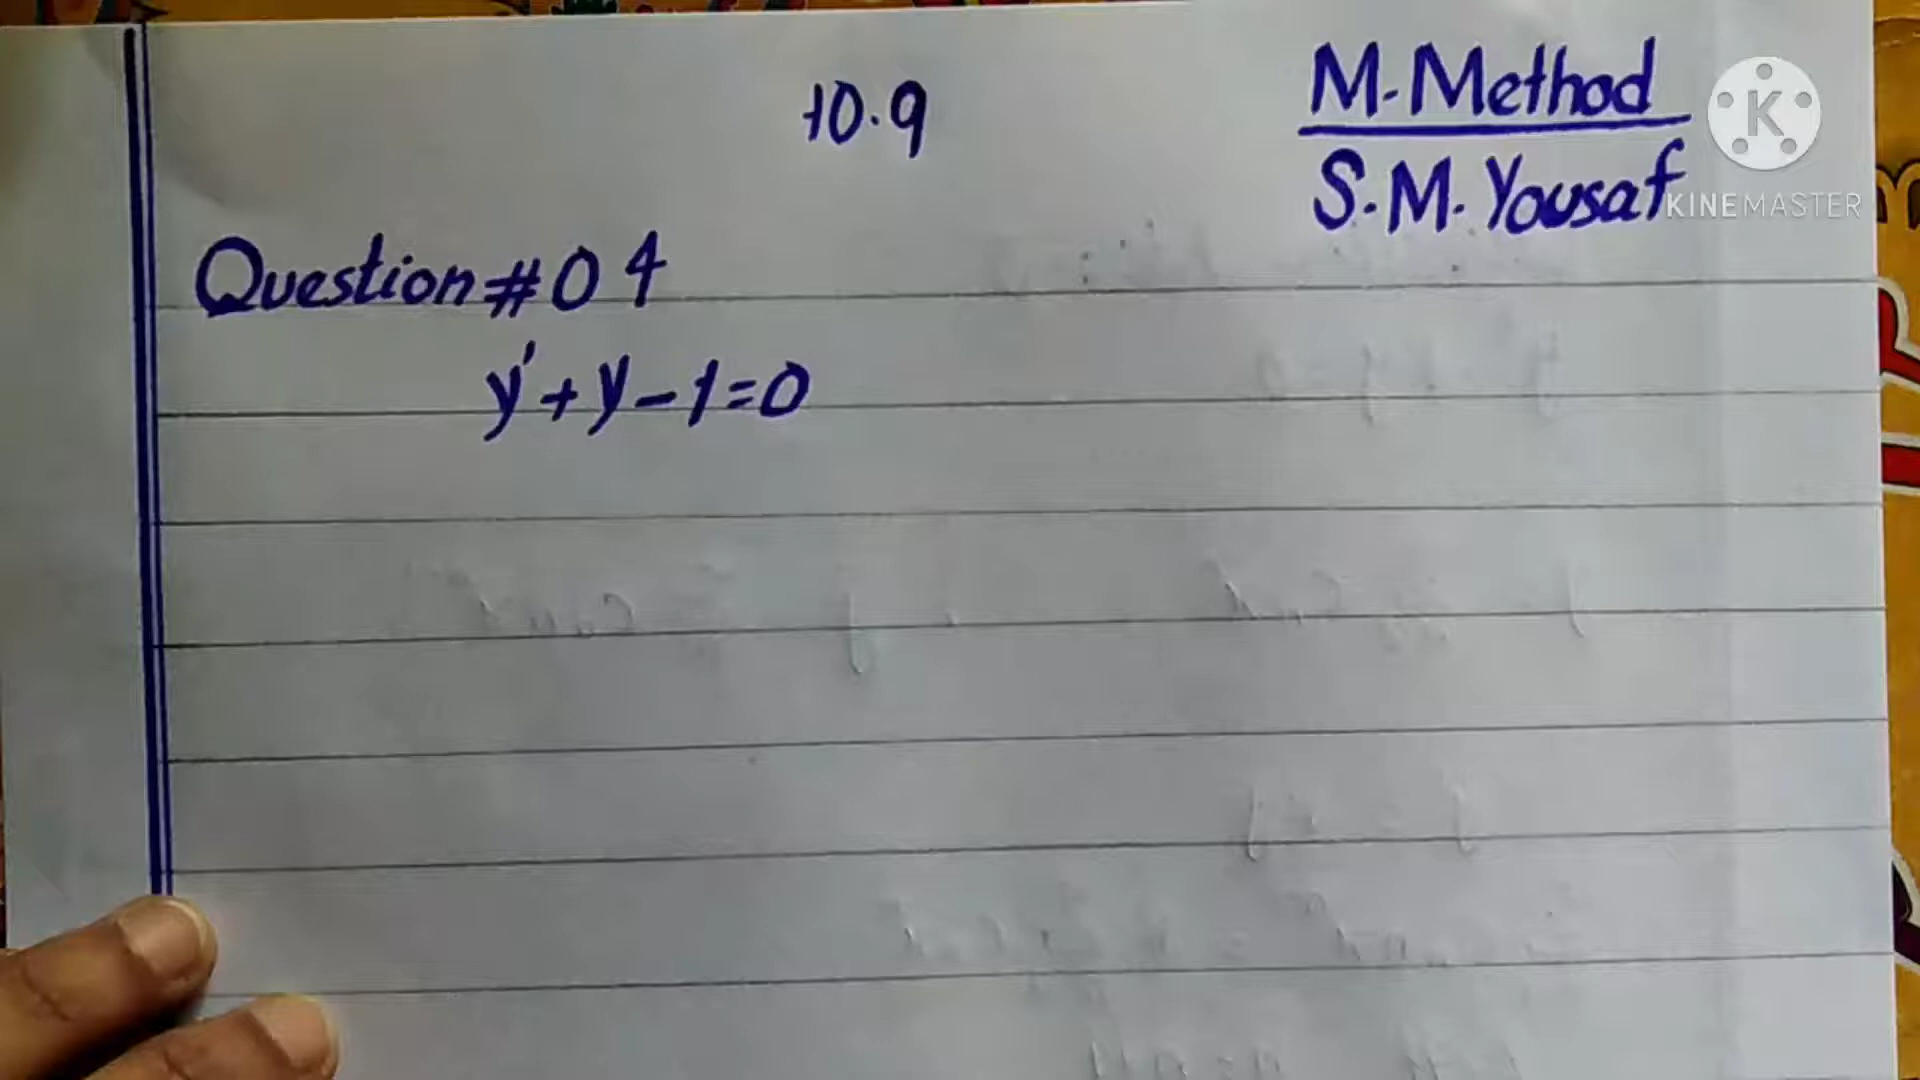 10.9
M-Method
S.M. Yousaf
K
KINEMASTER
Question #04
y' + y - 1 = 0